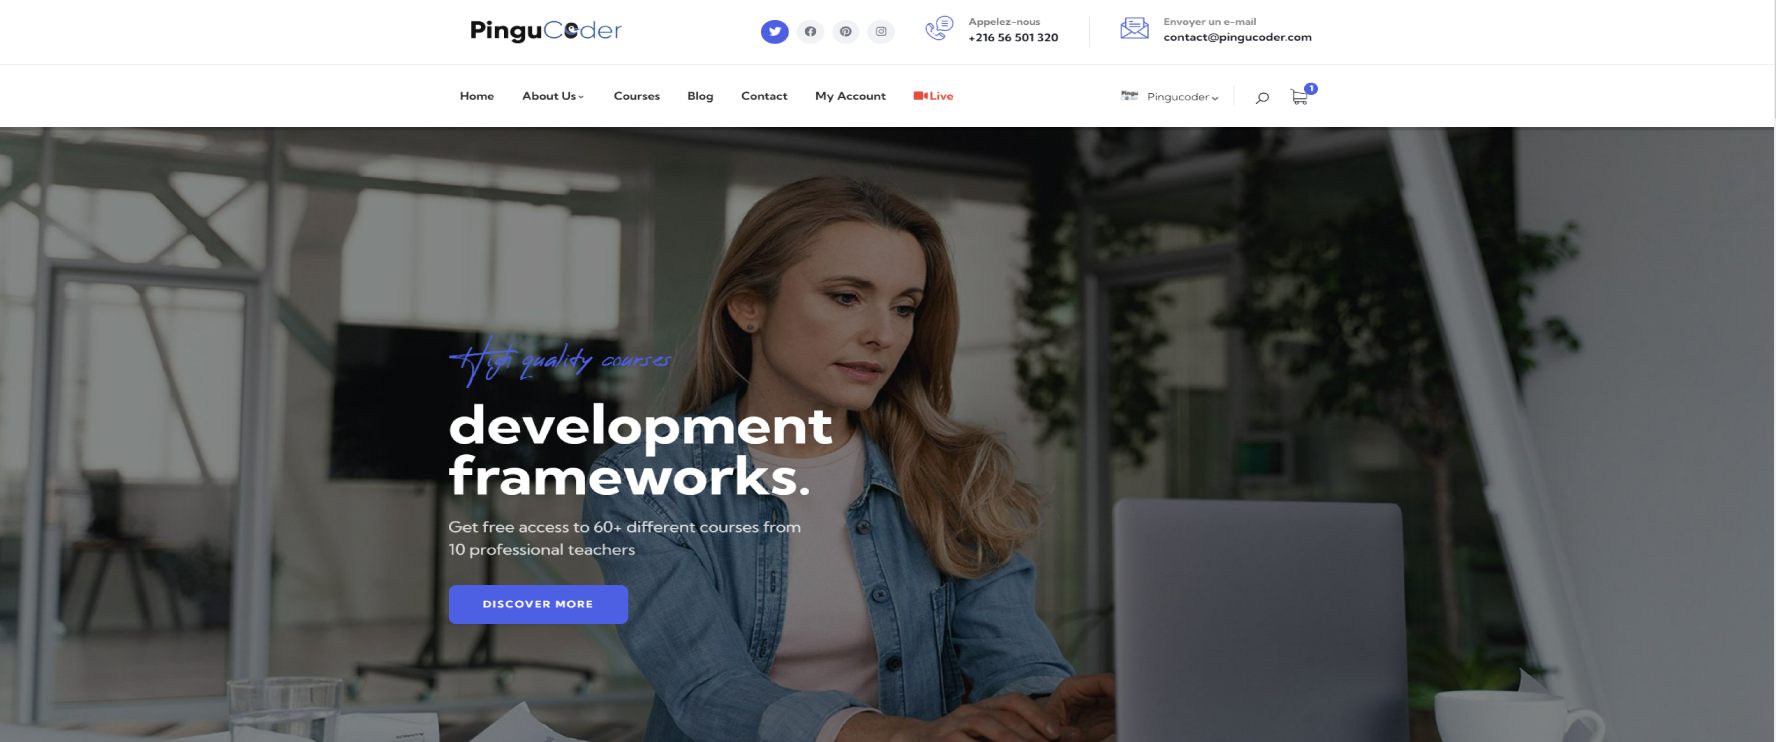 PinguCoder
Appelez-nous
+216 56 501 320
Envoyer un e-mail
contact@pingucoder.com
Home
About Us
Courses
Blog
Contact
My Account
Live
Pingu
Pingucoder
1
High quality courses
development
frameworks.
Get free access to 60+ different courses from
10 professional teachers
DISCOVER MORE